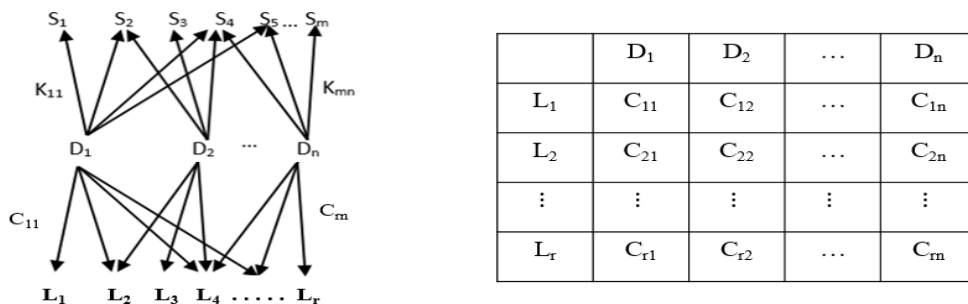 S₁ S₂ S₃ S₄ S₅ ... Sₘ
K₁₁ Kₘₙ
D₁ D₂ ... Dₙ
C₁₁ Cᵣₙ
L₁ L₂ L₃ L₄ ..... Lᵣ
D₁ D₂ ... Dₙ
L₁ C₁₁ C₁₂ ... C₁ₙ
L₂ C₂₁ C₂₂ ... C₂ₙ
⋮ ⋮ ⋮ ⋮ ⋮
Lᵣ Cᵣ₁ Cᵣ₂ ... Cᵣₙ